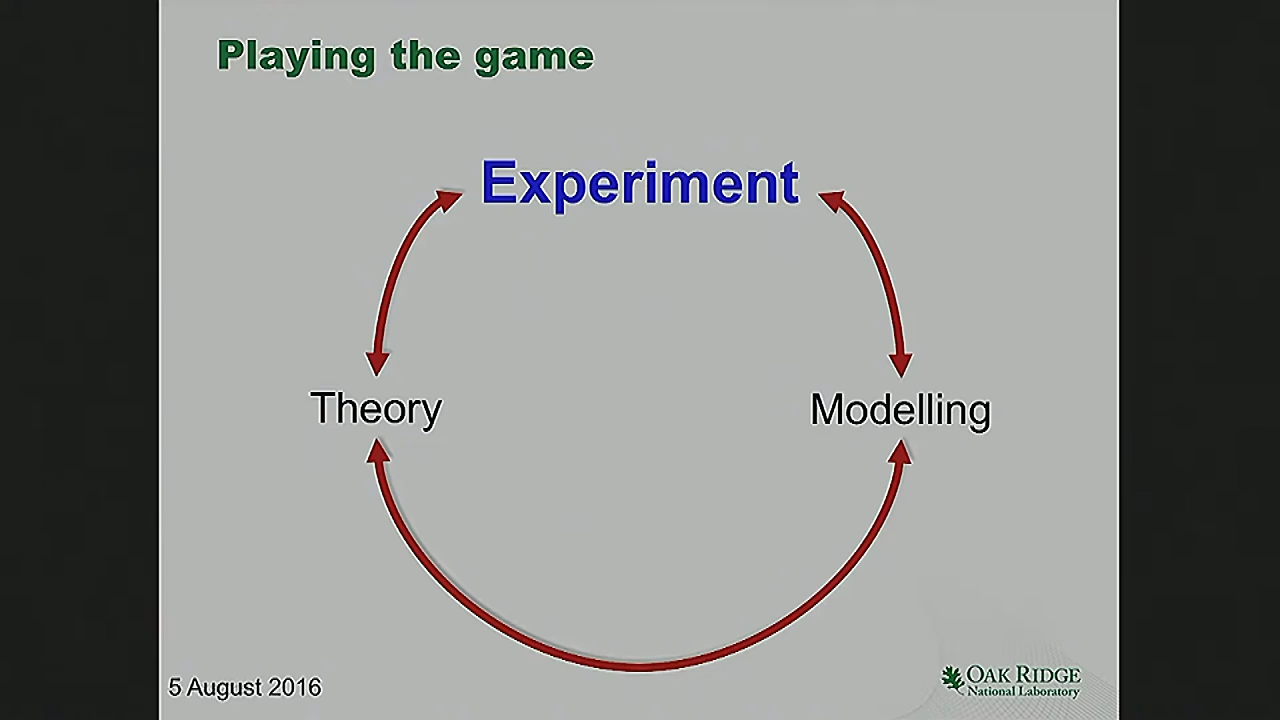 Playing the game
Experiment
Theory
Modelling
5 August 2016
OAK RIDGE
National Laboratory